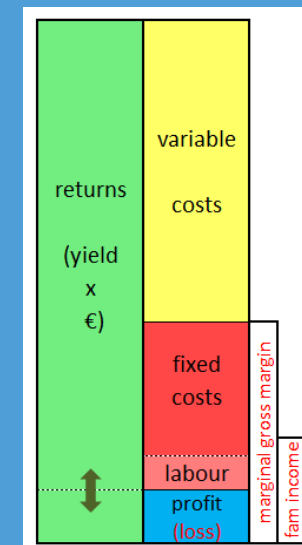 returns
(yield
x
€)
variable
costs
fixed
costs
labour
profit
(loss)
marginal gross margin
fam income